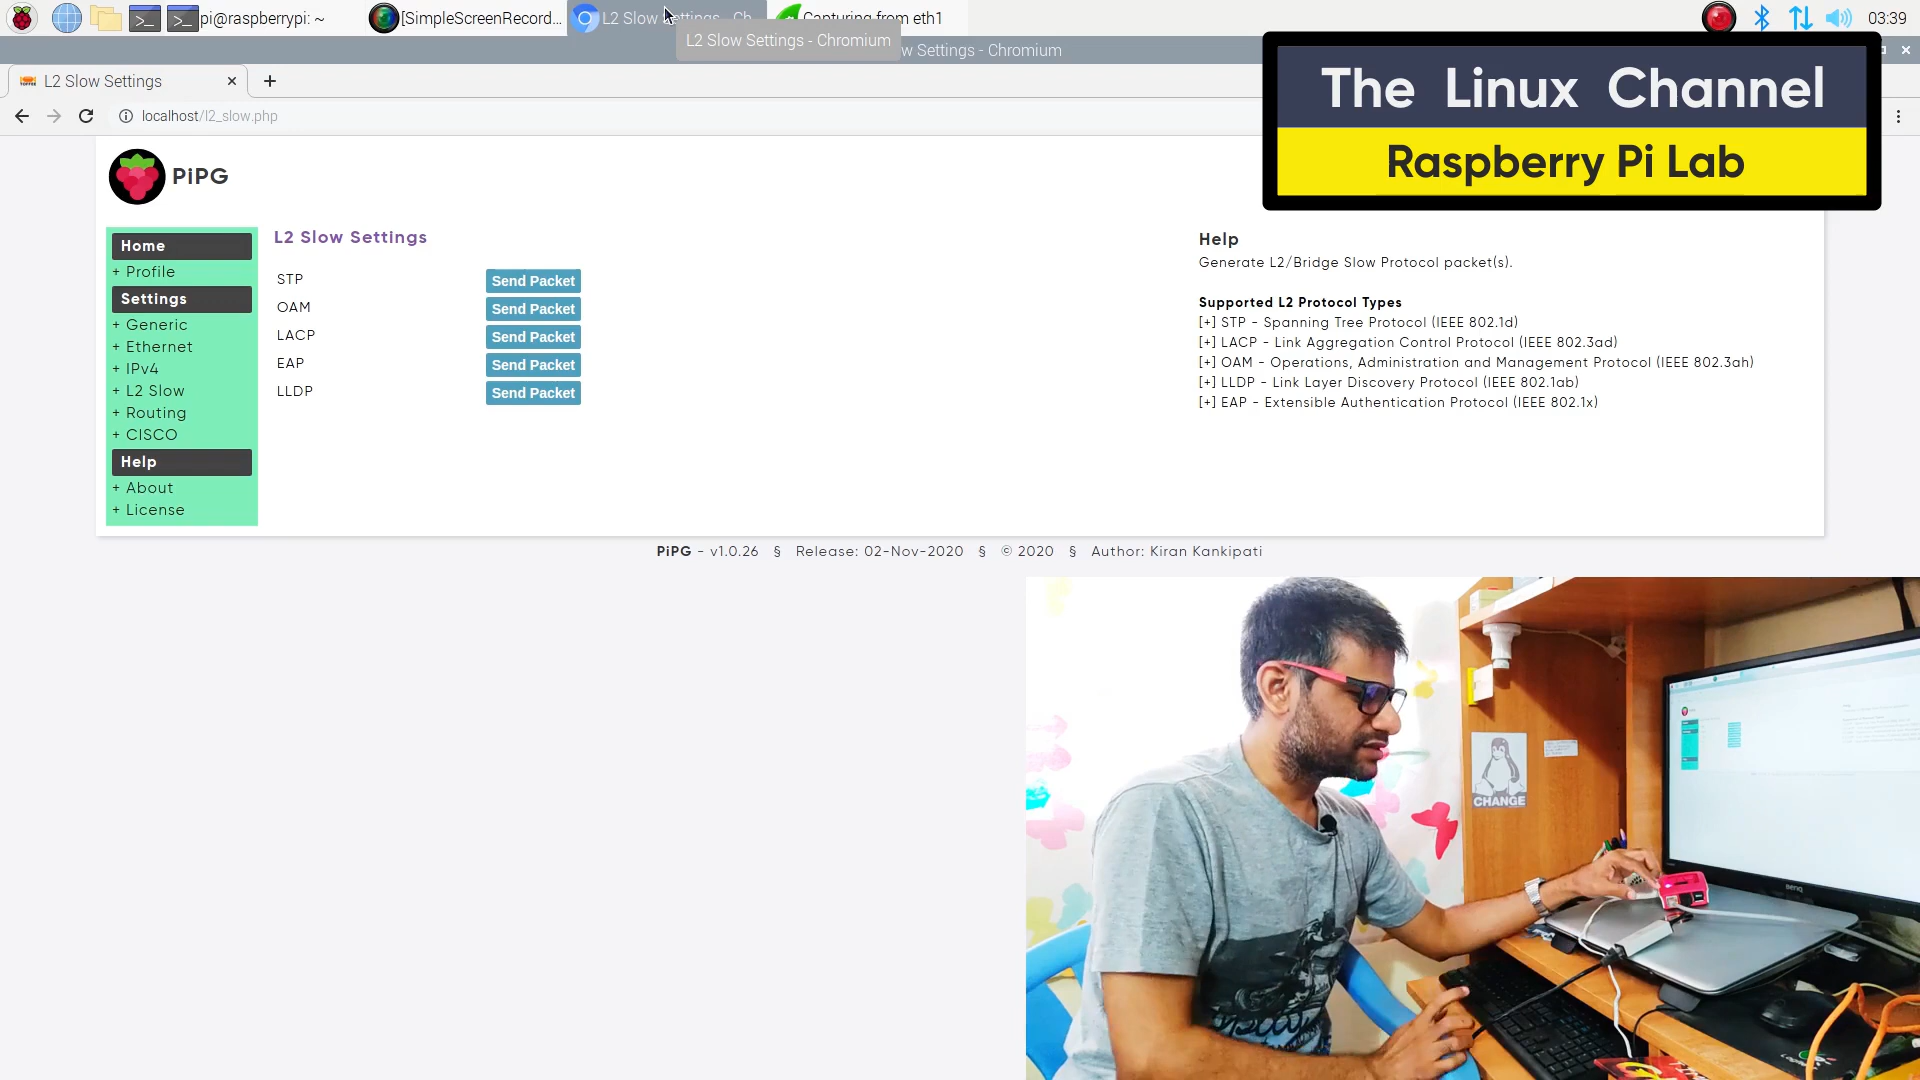 pi@raspberrypi: ~
[SimpleScreenRecord...
L2 Slow Settings - Ch
Capturing from eth1
03:39
L2 Slow Settings - Chromium
w Settings - Chromium
L2 Slow Settings
localhost/l2_slow.php
The Linux Channel
Raspberry Pi Lab
PiPG
Home
+ Profile
Settings
+ Generic
+ Ethernet
+ IPv4
+ L2 Slow
+ Routing
+ CISCO
Help
+ About
+ License
L2 Slow Settings
STP Send Packet
OAM Send Packet
LACP Send Packet
EAP Send Packet
LLDP Send Packet
Help
Generate L2/Bridge Slow Protocol packet(s).
Supported L2 Protocol Types
[+] STP - Spanning Tree Protocol (IEEE 802.1d)
[+] LACP - Link Aggregation Control Protocol (IEEE 802.3ad)
[+] OAM - Operations, Administration and Management Protocol (IEEE 802.3ah)
[+] LLDP - Link Layer Discovery Protocol (IEEE 802.1ab)
[+] EAP - Extensible Authentication Protocol (IEEE 802.1x)
PiPG - v1.0.26 § Release: 02-Nov-2020 § © 2020 § Author: Kiran Kankipati
CHANGE
BenQ